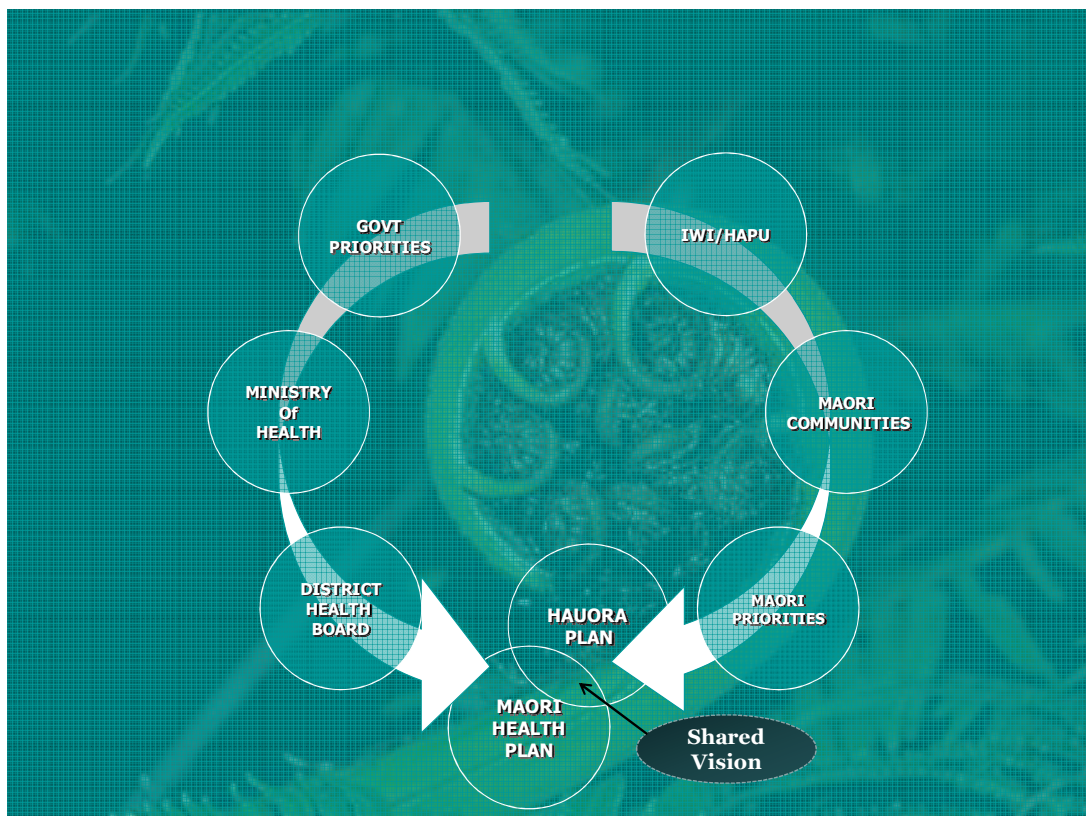 GOVT
PRIORITIES
IWI/HAPU
MINISTRY
Of
HEALTH
MAORI
COMMUNITIES
DISTRICT
HEALTH
BOARD
HAUORA
PLAN
MAORI
PRIORITIES
MAORI
HEALTH
PLAN
Shared
Vision